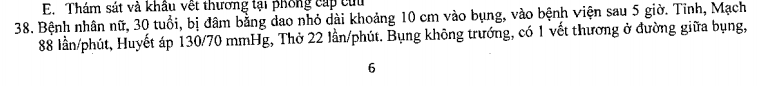 E. Thám sát và khâu vết thương tại phòng cấp cứu
38. Bệnh nhân nữ, 30 tuổi, bị đâm bằng dao nhỏ dài khoảng 10 cm vào bụng, vào bệnh viện sau 5 giờ. Tỉnh, Mạch
88 lần/phút, Huyết áp 130/70 mmHg, Thở 22 lần/phút. Bụng không trướng, có 1 vết thương ở đường giữa bụng,
6